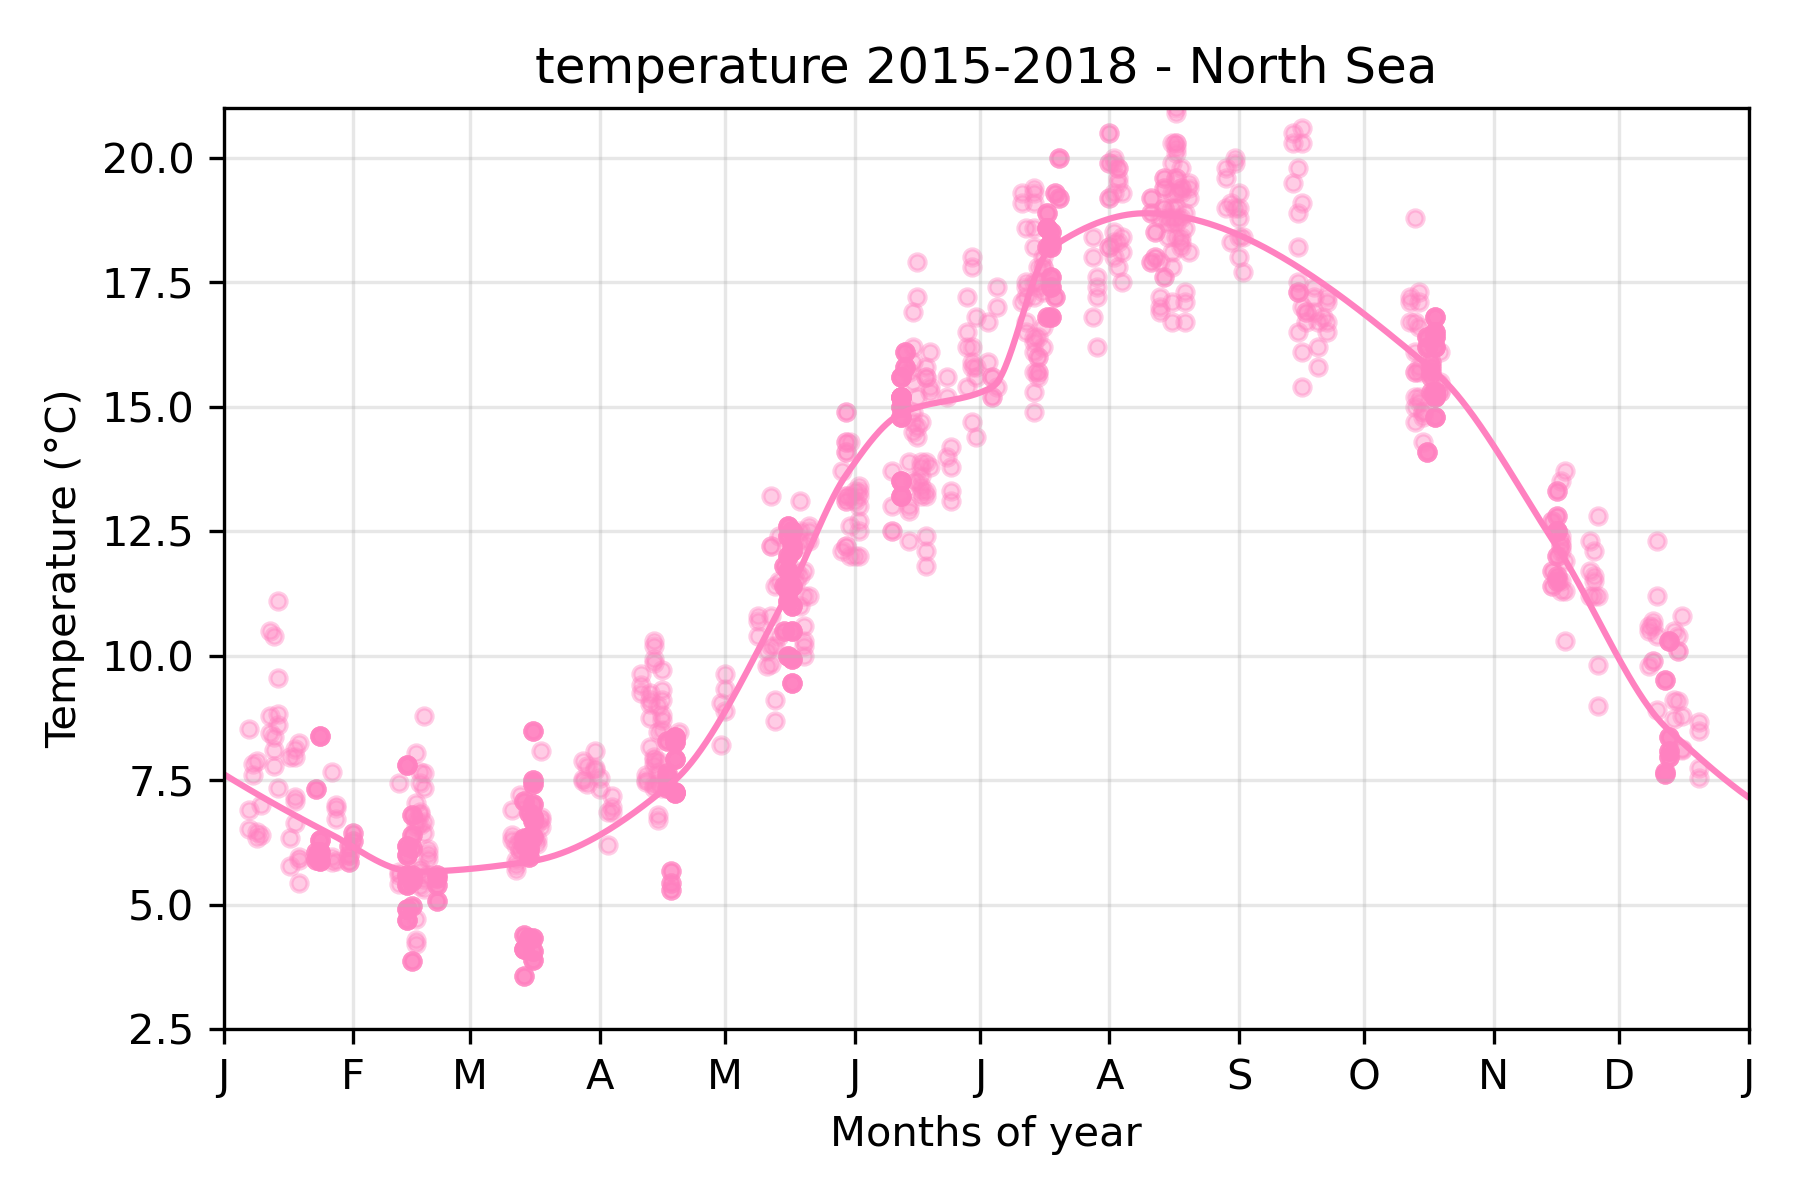 temperature 2015-2018 - North Sea
Temperature (°C)
20.0
17.5
15.0
12.5
10.0
7.5
5.0
2.5
J F M A M J J A S O N D J
Months of year